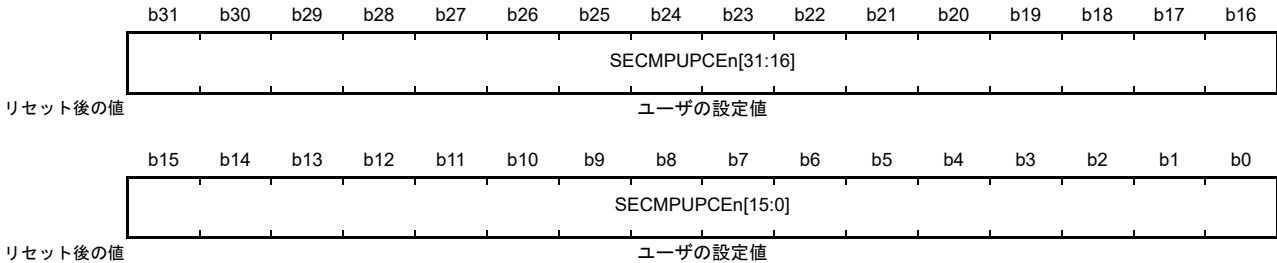 b31 b30 b29 b28 b27 b26 b25 b24 b23 b22 b21 b20 b19 b18 b17 b16
SECMPUPCEn[31:16]
リセット後の値 ユーザの設定値
b15 b14 b13 b12 b11 b10 b9 b8 b7 b6 b5 b4 b3 b2 b1 b0
SECMPUPCEn[15:0]
リセット後の値 ユーザの設定値